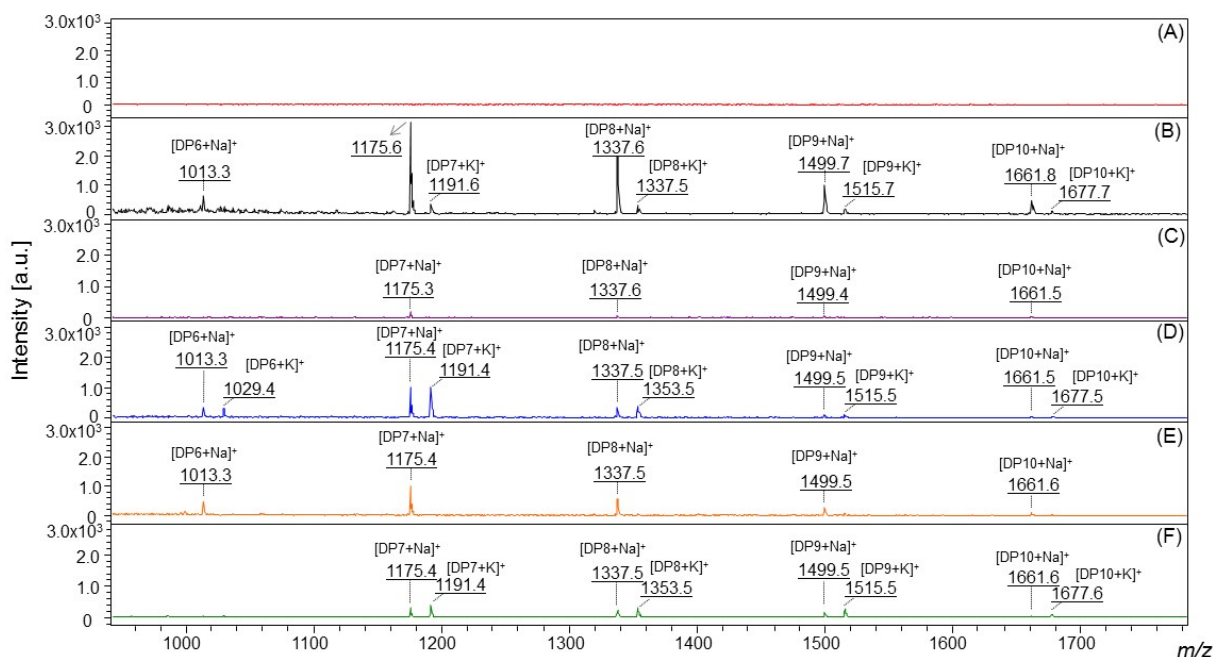 Intensity [a.u.]
3.0x10³
2.0
1.0
0
(A)
3.0x10³
2.0
1.0
0
(B)
[DP6+Na]⁺
1013.3
1175.6
[DP7+K]⁺
1191.6
[DP8+Na]⁺
1337.6
[DP8+K]⁺
1337.5
[DP9+Na]⁺
1499.7
[DP9+K]⁺
1515.7
[DP10+Na]⁺
1661.8
[DP10+K]⁺
1677.7
3.0x10³
2.0
1.0
0
(C)
[DP7+Na]⁺
1175.3
[DP8+Na]⁺
1337.6
[DP9+Na]⁺
1499.4
[DP10+Na]⁺
1661.5
3.0x10³
2.0
1.0
0
(D)
[DP6+Na]⁺
1013.3
[DP6+K]⁺
1029.4
[DP7+Na]⁺
1175.4
[DP7+K]⁺
1191.4
[DP8+Na]⁺
1337.5
[DP8+K]⁺
1353.5
[DP9+Na]⁺
1499.5
[DP9+K]⁺
1515.5
[DP10+Na]⁺
1661.5
[DP10+K]⁺
1677.5
3.0x10³
2.0
1.0
0
(E)
[DP6+Na]⁺
1013.3
[DP7+Na]⁺
1175.4
[DP8+Na]⁺
1337.5
[DP9+Na]⁺
1499.5
[DP10+Na]⁺
1661.6
3.0x10³
2.0
1.0
0
(F)
[DP7+Na]⁺
1175.4
[DP7+K]⁺
1191.4
[DP8+Na]⁺
1337.5
[DP8+K]⁺
1353.5
[DP9+Na]⁺
1499.5
[DP9+K]⁺
1515.5
[DP10+Na]⁺
1661.6
[DP10+K]⁺
1677.6
1000 1100 1200 1300 1400 1500 1600 1700 m/z